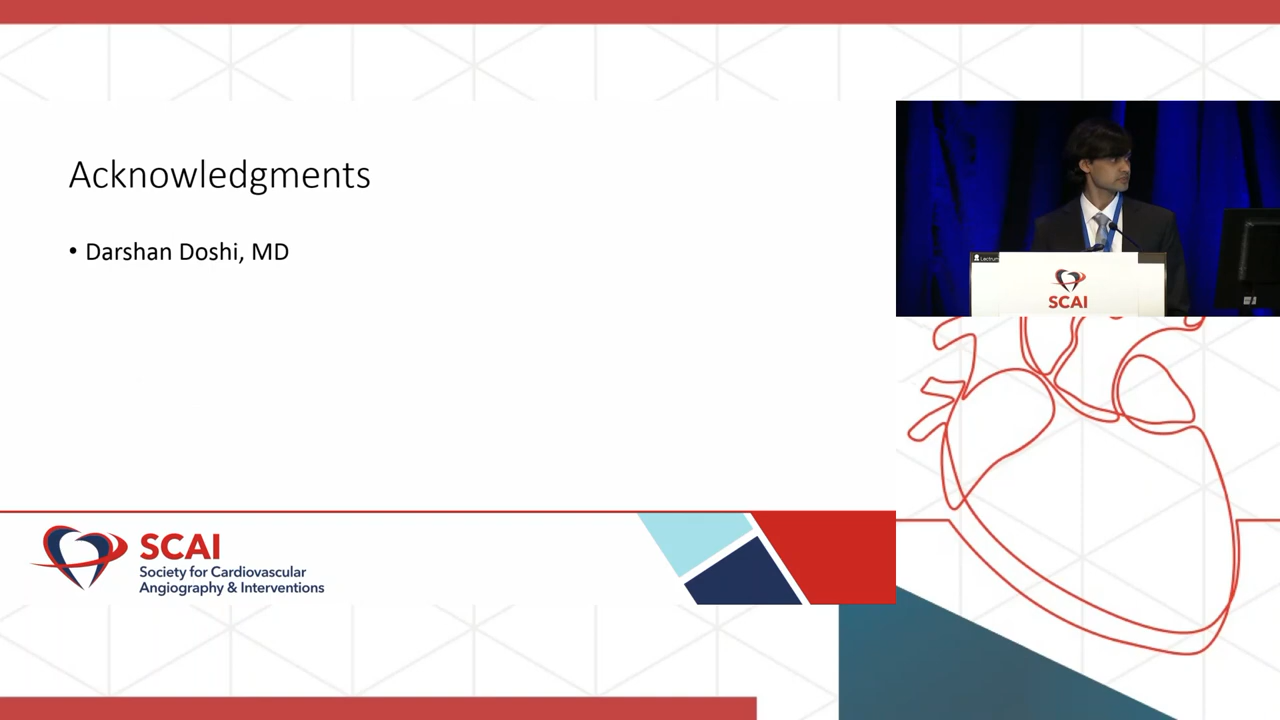 Acknowledgments
• Darshan Doshi, MD
SCAI
SCAI
Society for Cardiovascular
Angiography & Interventions